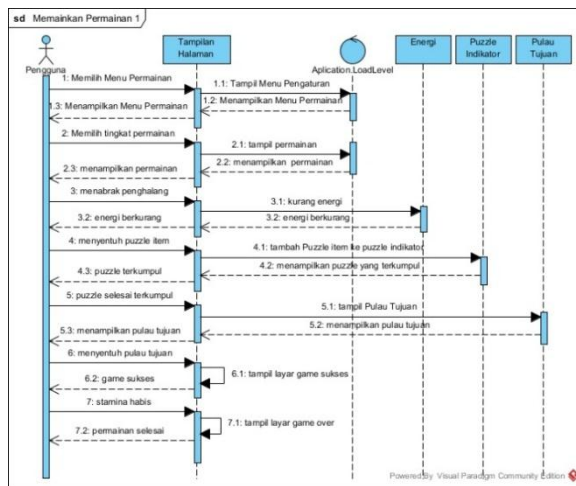 sd Memainkan Permainan 1
Tampilan
Halaman
Energi
Puzzle
Indikator
Pulau
Tujuan
Pengguna
Aplication.LoadLevel
1: Memilih Menu Permainan
1.1: Tampil Menu Pengaturan
1.2: Menampilkan Menu Permainan
1.3: Menampilkan Menu Permainan
2: Memilih tingkat permainan
2.1: tampil permainan
2.2: menampilkan permainan
2.3: menampilkan permainan
3: menabrak penghalang
3.1: kurang energi
3.2: energi berkurang
3.2: energi berkurang
4: menyentuh puzzle item
4.1: tambah Puzzle item ke puzzle indikator
4.2: menampilkan puzzle yang terkumpul
4.3: puzzle terkumpul
5: puzzle selesai terkumpul
5.1: tampil Pulau Tujuan
5.2: menampilkan pulau tujuan
5.3: menampilkan pulau tujuan
6: menyentuh pulau tujuan
6.1: tampil layar game sukses
6.2: game sukses
7: stamina habis
7.1: tampil layar game over
7.2: permainan selesai
Powered By Visual Paradigm Community Edition